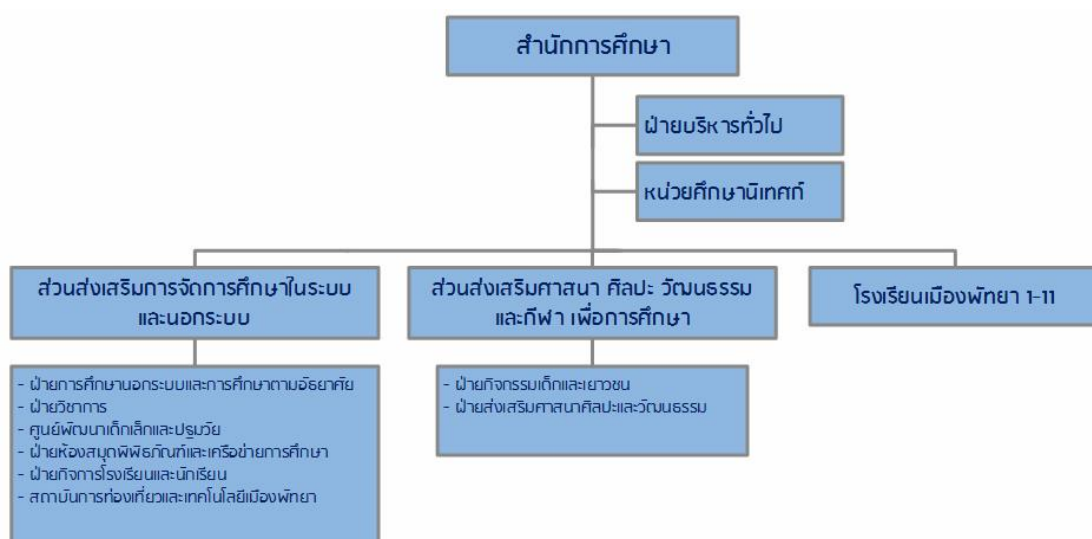 สำนักการศึกษา
ฝ่ายบริหารทั่วไป
หน่วยศึกษานิเทศก์
ส่วนส่งเสริมการจัดการศึกษาในระบบ
และนอกระบบ
- ฝ่ายการศึกษานอกระบบและการศึกษาตามอัธยาศัย
- ฝ่ายวิชาการ
- ศูนย์พัฒนาเด็กเล็กและปฐมวัย
- ฝ่ายห้องสมุดพิพิธภัณฑ์และเครือข่ายการศึกษา
- ฝ่ายกิจการโรงเรียนและนักเรียน
- สถาบันการท่องเที่ยวและเทคโนโลยีเมืองพัทยา
ส่วนส่งเสริมศาสนา ศิลปะ วัฒนธรรม
และกีฬา เพื่อการศึกษา
- ฝ่ายกิจกรรมเด็กและเยาวชน
- ฝ่ายส่งเสริมศาสนาศิลปะและวัฒนธรรม
โรงเรียนเมืองพัทยา 1-11